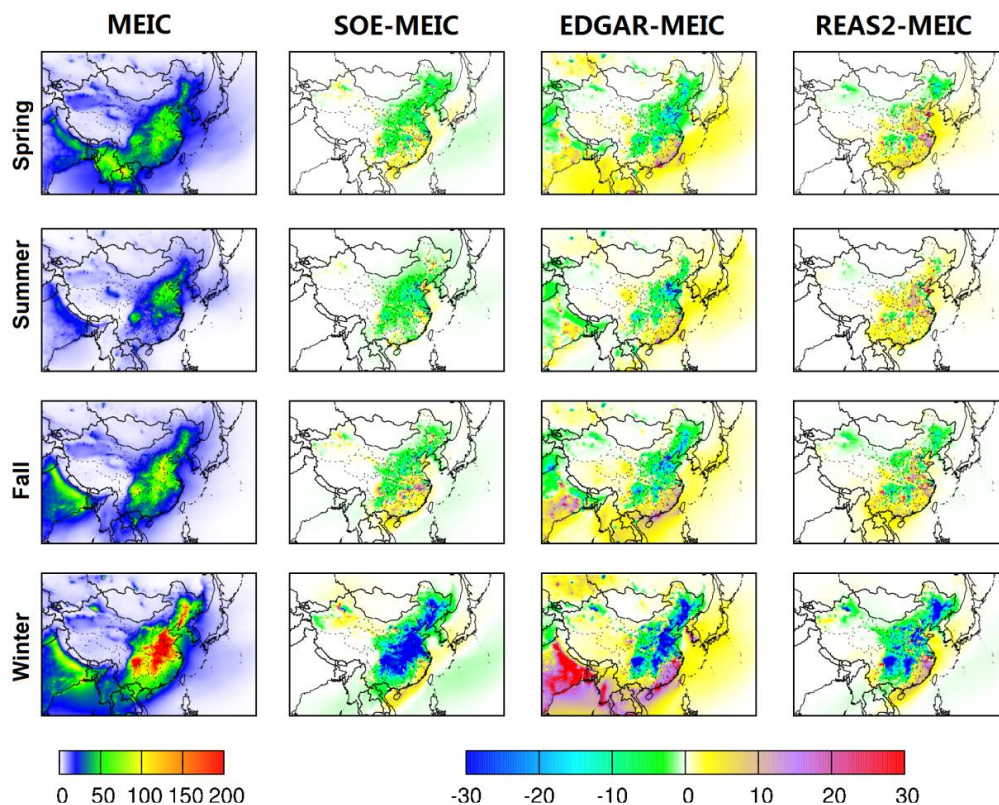 MEIC SOE-MEIC EDGAR-MEIC REAS2-MEIC
Spring
Summer
Fall
Winter
0 50 100 150 200
-30 -20 -10 0 10 20 30